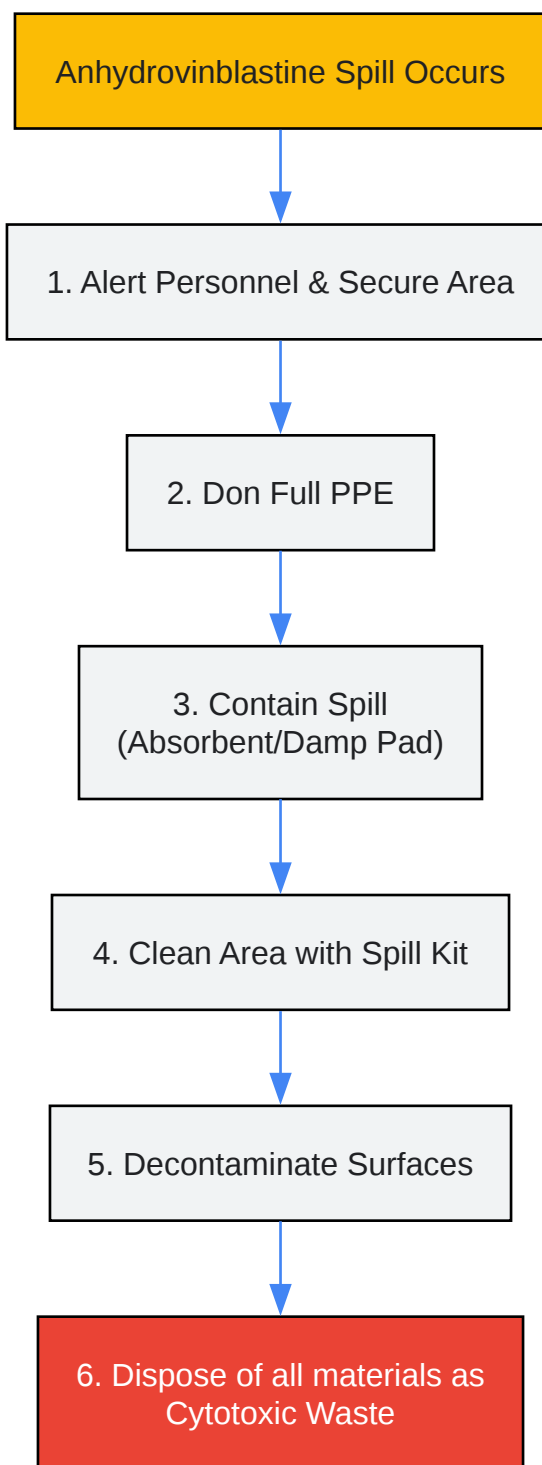 Anhydrovinblastine Spill Occurs
1. Alert Personnel & Secure Area
2. Don Full PPE
3. Contain Spill
(Absorbent/Damp Pad)
4. Clean Area with Spill Kit
5. Decontaminate Surfaces
6. Dispose of all materials as
Cytotoxic Waste